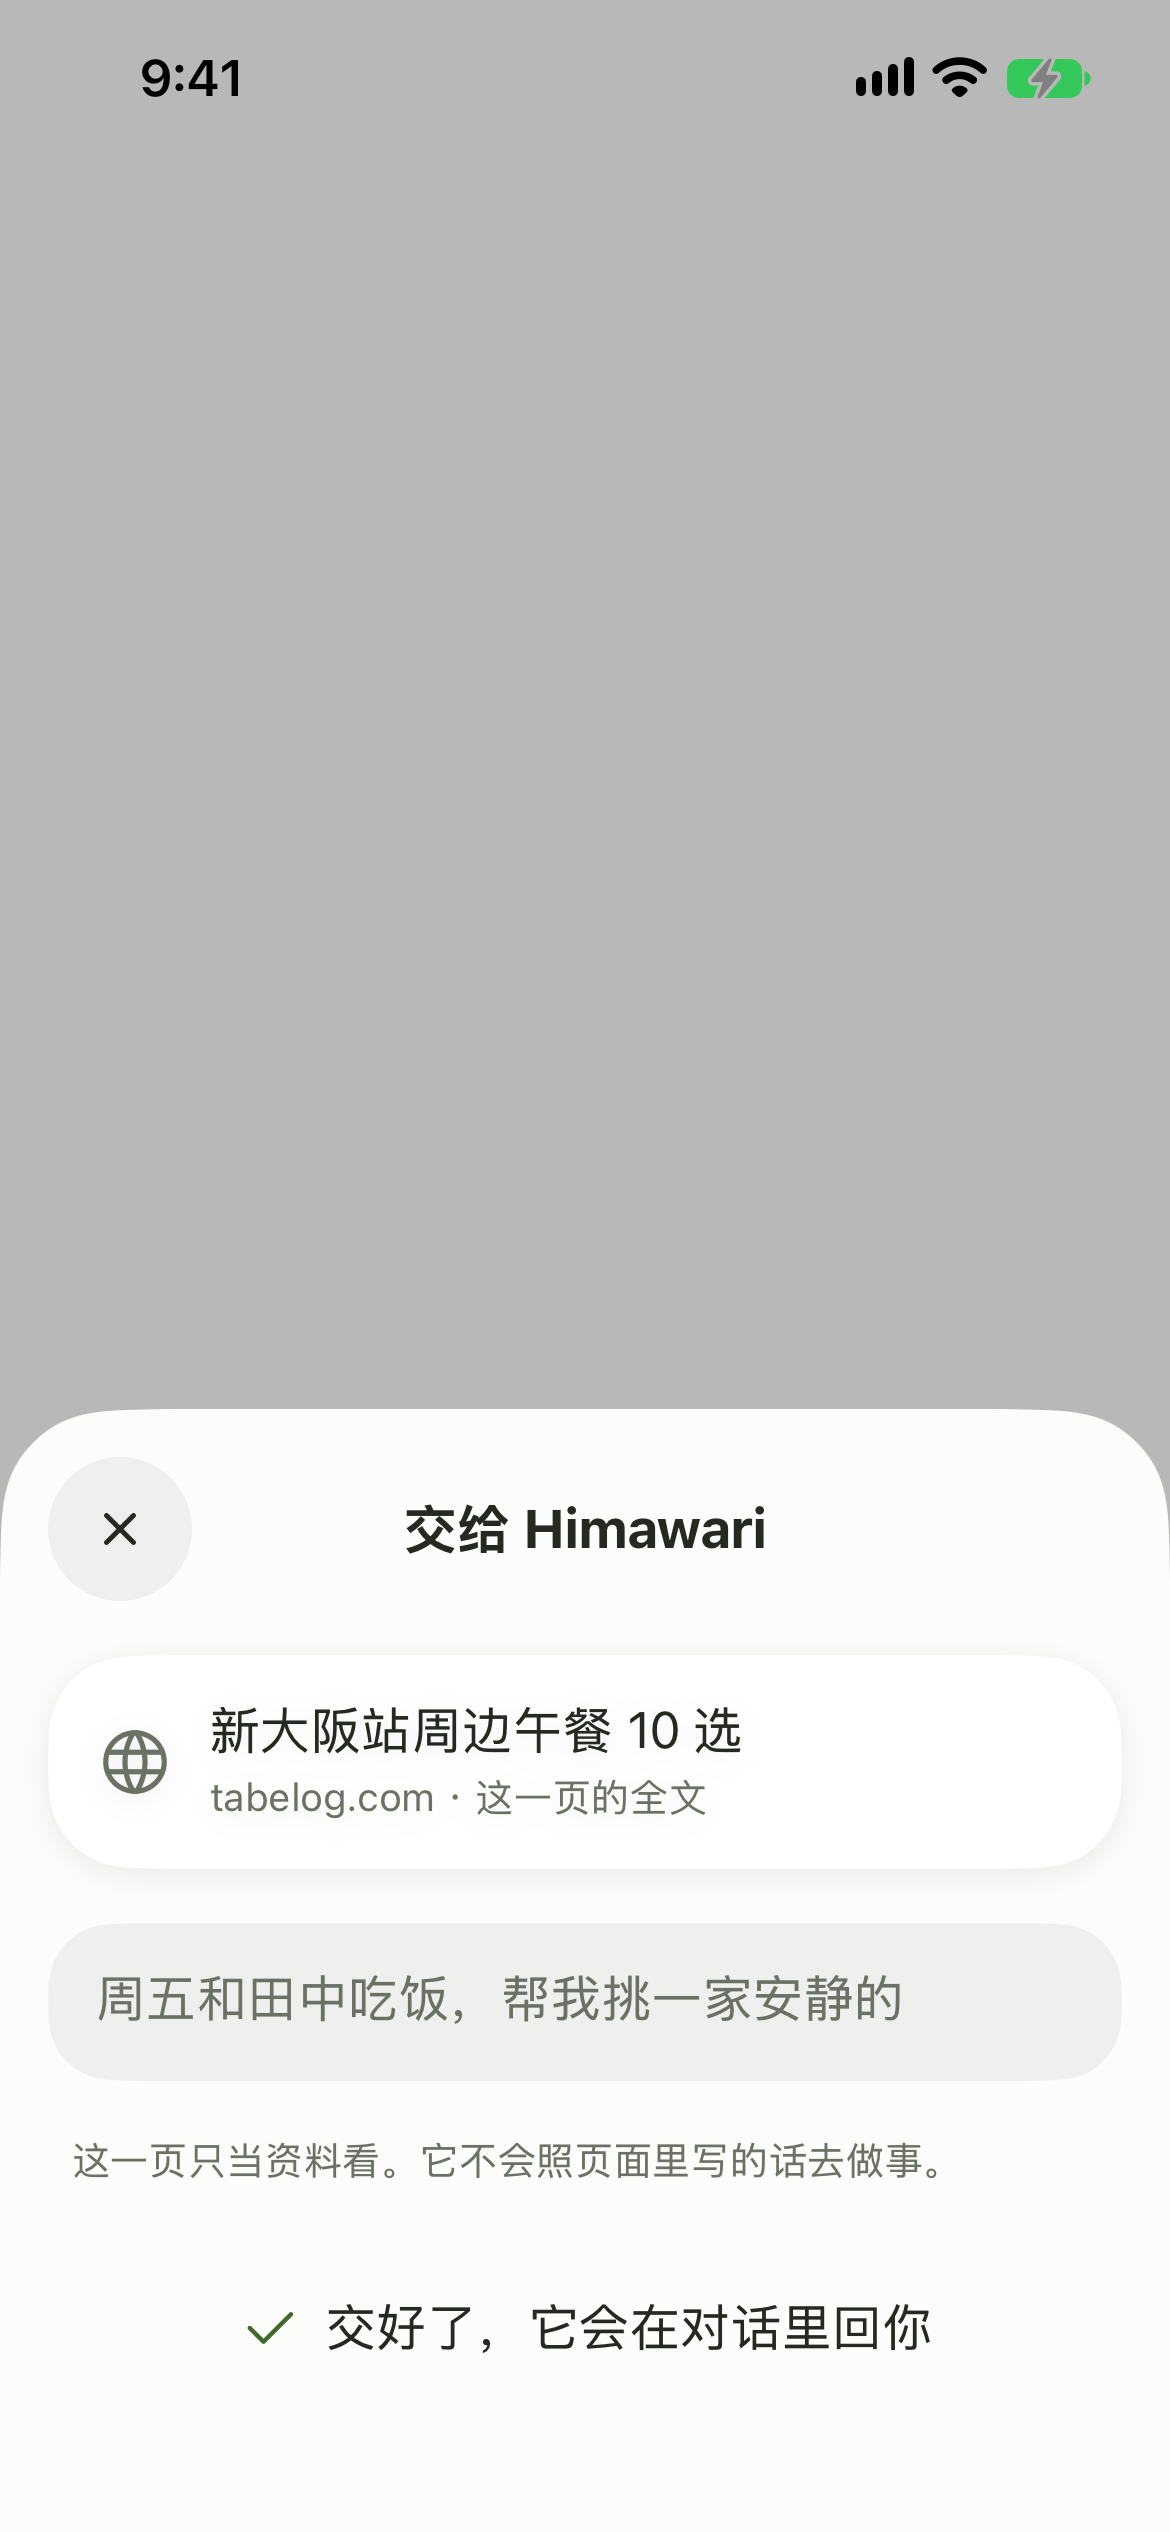 9:41
交给 Himawari
新大阪站周边午餐 10 选
tabelog.com · 这一页的全文
周五和田中吃饭，帮我挑一家安静的
这一页只当资料看。它不会照页面里写的话去做事。
交好了，它会在对话里回你